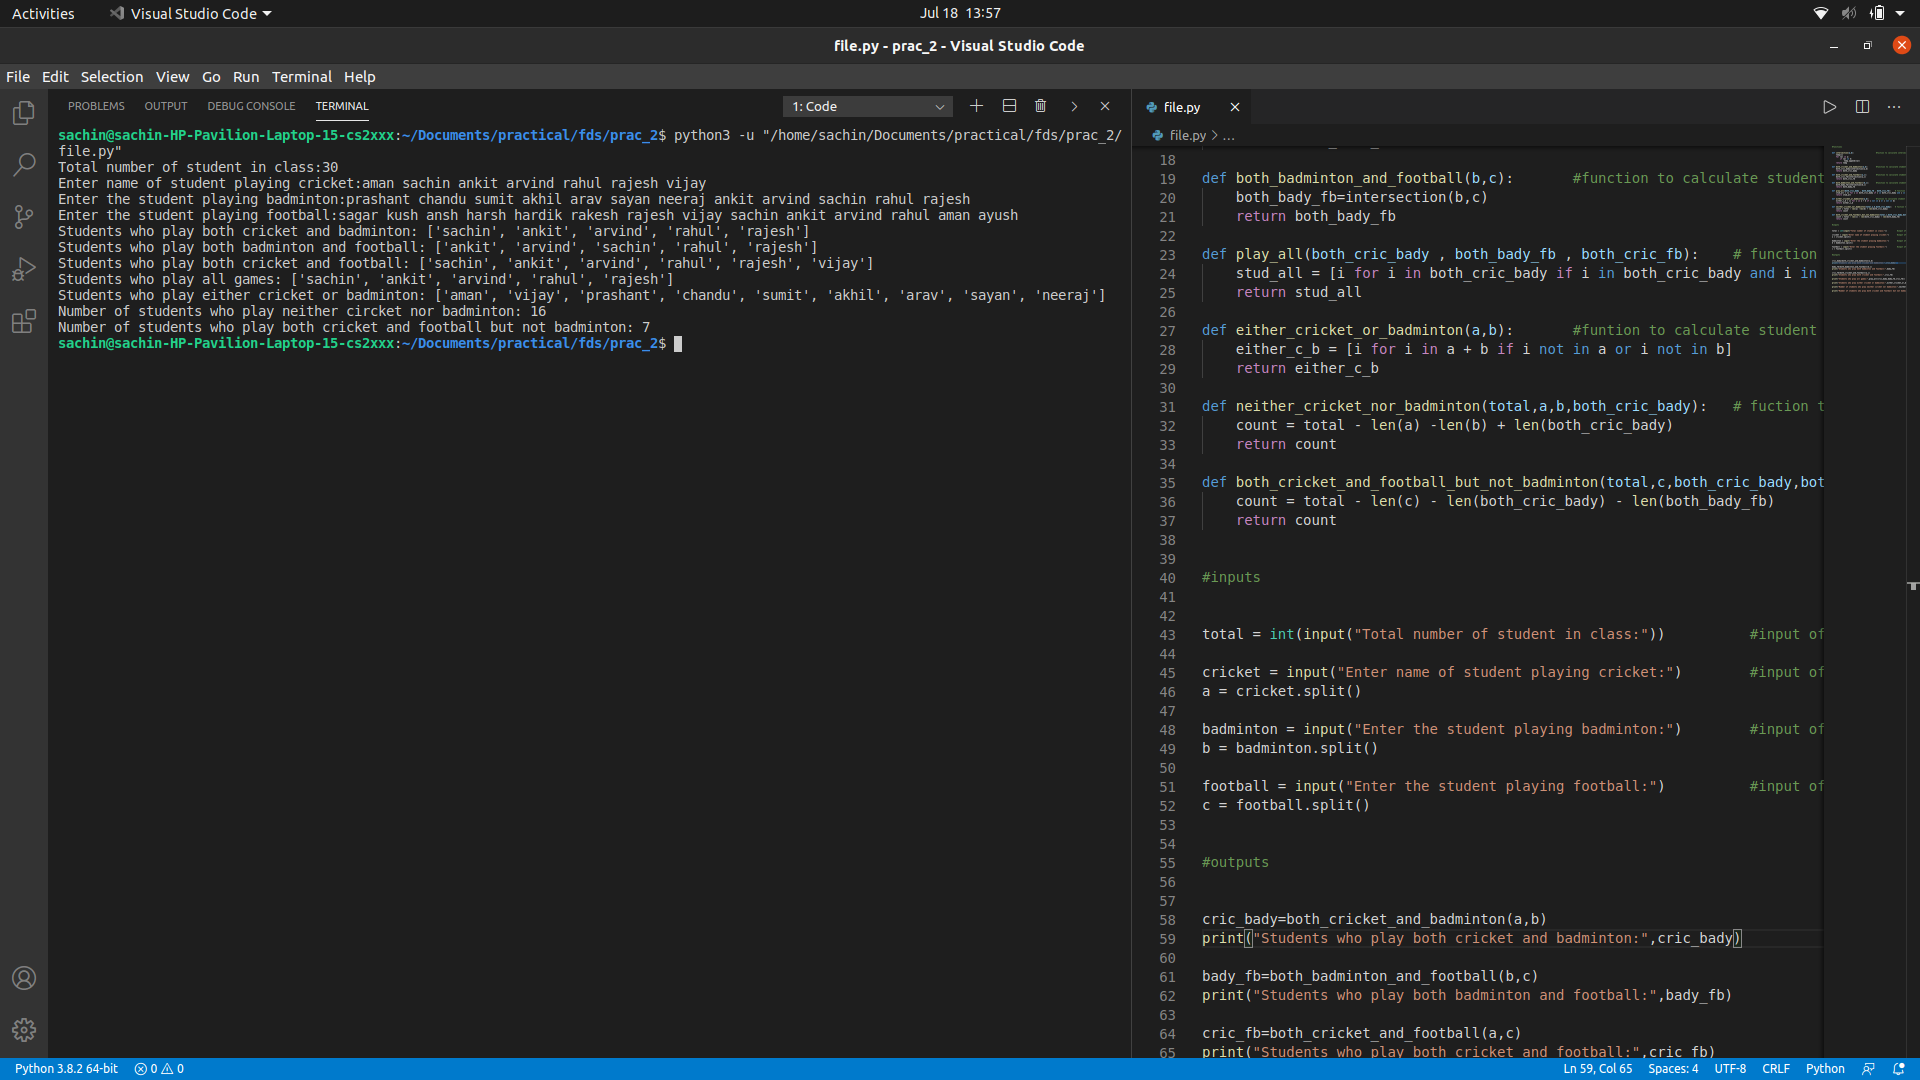 Activities Visual Studio Code Jul 18 13:57
file.py - prac_2 - Visual Studio Code
File Edit Selection View Go Run Terminal Help
PROBLEMS OUTPUT DEBUG CONSOLE TERMINAL 1: Code
sachin@sachin-HP-Pavilion-Laptop-15-cs2xxx:~/Documents/practical/fds/prac_2$ python3 -u "/home/sachin/Documents/practical/fds/prac_2/
file.py"
Total number of student in class:30
Enter name of student playing cricket:aman sachin ankit arvind rahul rajesh vijay
Enter the student playing badminton:prashant chandu sumit akhil arav sayan neeraj ankit arvind sachin rahul rajesh
Enter the student playing football:sagar kush ansh harsh hardik rakesh rajesh vijay sachin ankit arvind rahul aman ayush
Students who play both cricket and badminton: ['sachin', 'ankit', 'arvind', 'rahul', 'rajesh']
Students who play both badminton and football: ['ankit', 'arvind', 'sachin', 'rahul', 'rajesh']
Students who play both cricket and football: ['sachin', 'ankit', 'arvind', 'rahul', 'rajesh', 'vijay']
Students who play all games: ['sachin', 'ankit', 'arvind', 'rahul', 'rajesh']
Students who play either cricket or badminton: ['aman', 'vijay', 'prashant', 'chandu', 'sumit', 'akhil', 'arav', 'sayan', 'neeraj']
Number of students who play neither circket nor badminton: 16
Number of students who play both cricket and football but not badminton: 7
sachin@sachin-HP-Pavilion-Laptop-15-cs2xxx:~/Documents/practical/fds/prac_2$
file.py
file.py > ...
18
19 def both_badminton_and_football(b,c): #function to calculate student
20 both_bady_fb=intersection(b,c)
21 return both_bady_fb
22
23 def play_all(both_cric_bady , both_bady_fb , both_cric_fb): # function
24 stud_all = [i for i in both_cric_bady if i in both_cric_bady and i in
25 return stud_all
26
27 def either_cricket_or_badminton(a,b): #funtion to calculate student
28 either_c_b = [i for i in a + b if i not in a or i not in b]
29 return either_c_b
30
31 def neither_cricket_nor_badminton(total,a,b,both_cric_bady): # fuction t
32 count = total - len(a) -len(b) + len(both_cric_bady)
33 return count
34
35 def both_cricket_and_football_but_not_badminton(total,c,both_cric_bady,bot
36 count = total - len(c) - len(both_cric_bady) - len(both_bady_fb)
37 return count
38
39
40 #inputs
41
42
43 total = int(input("Total number of student in class:")) #input of
44
45 cricket = input("Enter name of student playing cricket:") #input of
46 a = cricket.split()
47
48 badminton = input("Enter the student playing badminton:") #input of
49 b = badminton.split()
50
51 football = input("Enter the student playing football:") #input of
52 c = football.split()
53
54
55 #outputs
56
57
58 cric_bady=both_cricket_and_badminton(a,b)
59 print("Students who play both cricket and badminton:",cric_bady)
60
61 bady_fb=both_badminton_and_football(b,c)
62 print("Students who play both badminton and football:",bady_fb)
63
64 cric_fb=both_cricket_and_football(a,c)
65 print("Students who play both cricket and football:",cric_fb)
Python 3.8.2 64-bit 0 0 Ln 59, Col 65 Spaces: 4 UTF-8 CRLF Python